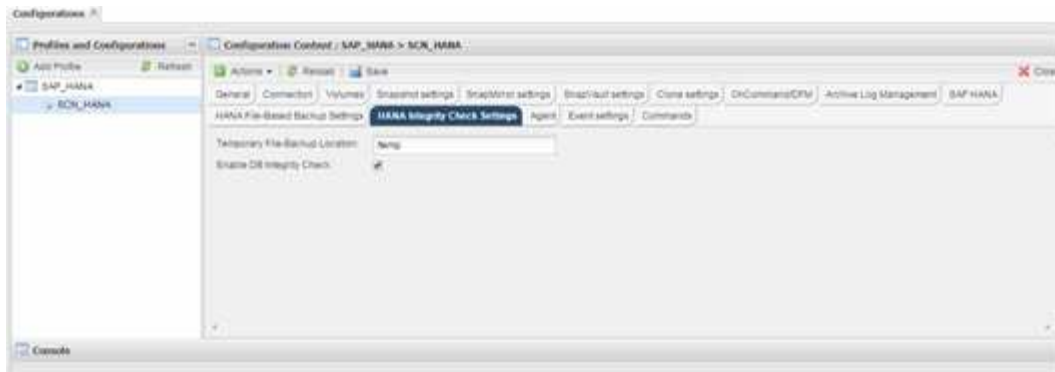 Configurations
Profiles and Configurations
Configuration Content : SAP_HANA > SCN_HANA
Add Profile Refresh
Actions Reload Save Close
SAP_HANA
SCN_HANA
General Connection Volumes Snapshot settings SnapMirror settings SnapVault settings Clone settings OnCommand/DFM Archive Log Management SAP HANA
HANA File-Based Backup Settings HANA Integrity Check Settings Agent Event settings Commands
Temporary File-Backup Location:
Enable DB Integrity Check:
Console